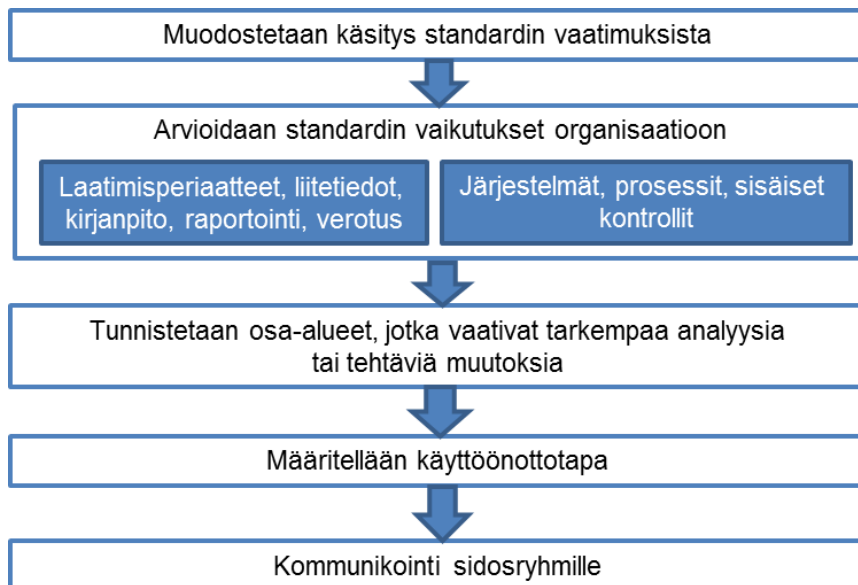 Muodostetaan käsitys standardin vaatimuksista
Arvioidaan standardin vaikutukset organisaatioon
Laatimisperiaatteet, liitetiedot,
kirjanpito, raportointi, verotus
Järjestelmät, prosessit, sisäiset
kontrollit
Tunnistetaan osa-alueet, jotka vaativat tarkempaa analyysia
tai tehtäviä muutoksia
Määritellään käyttöönottotapa
Kommunikointi sidosryhmille